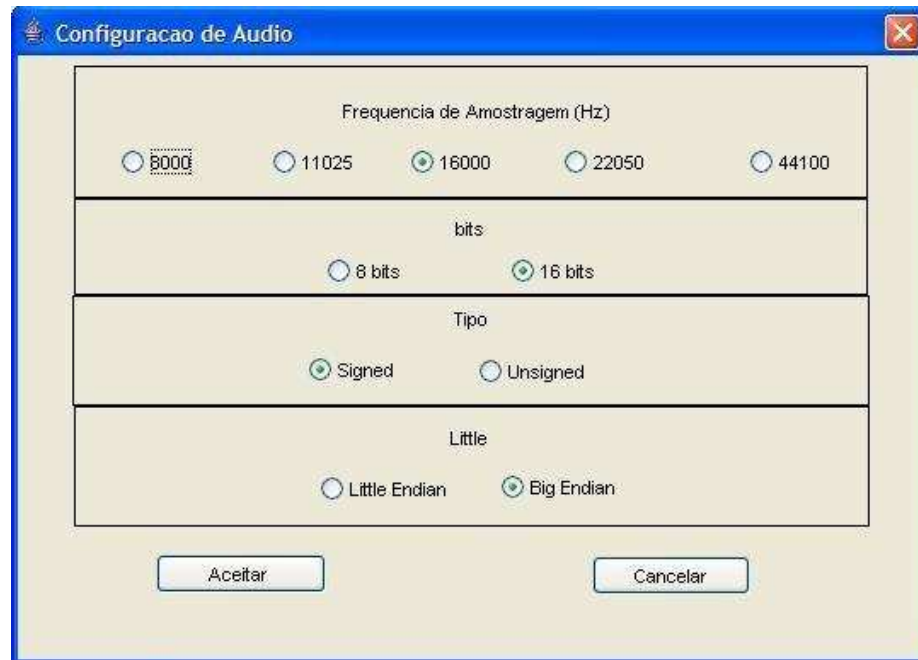 Configuracao de Audio
Frequencia de Amostragem (Hz)
8000 11025 16000 22050 44100
bits
8 bits 16 bits
Tipo
Signed Unsigned
Little
Little Endian Big Endian
Aceitar Cancelar